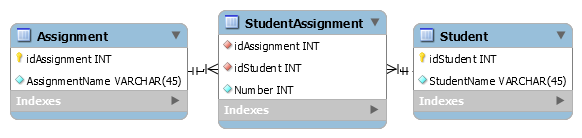 Assignment
idAssignment INT
AssignmentName VARCHAR(45)
Indexes
StudentAssignment
idAssignment INT
idStudent INT
Number INT
Indexes
Student
idStudent INT
StudentName VARCHAR(45)
Indexes